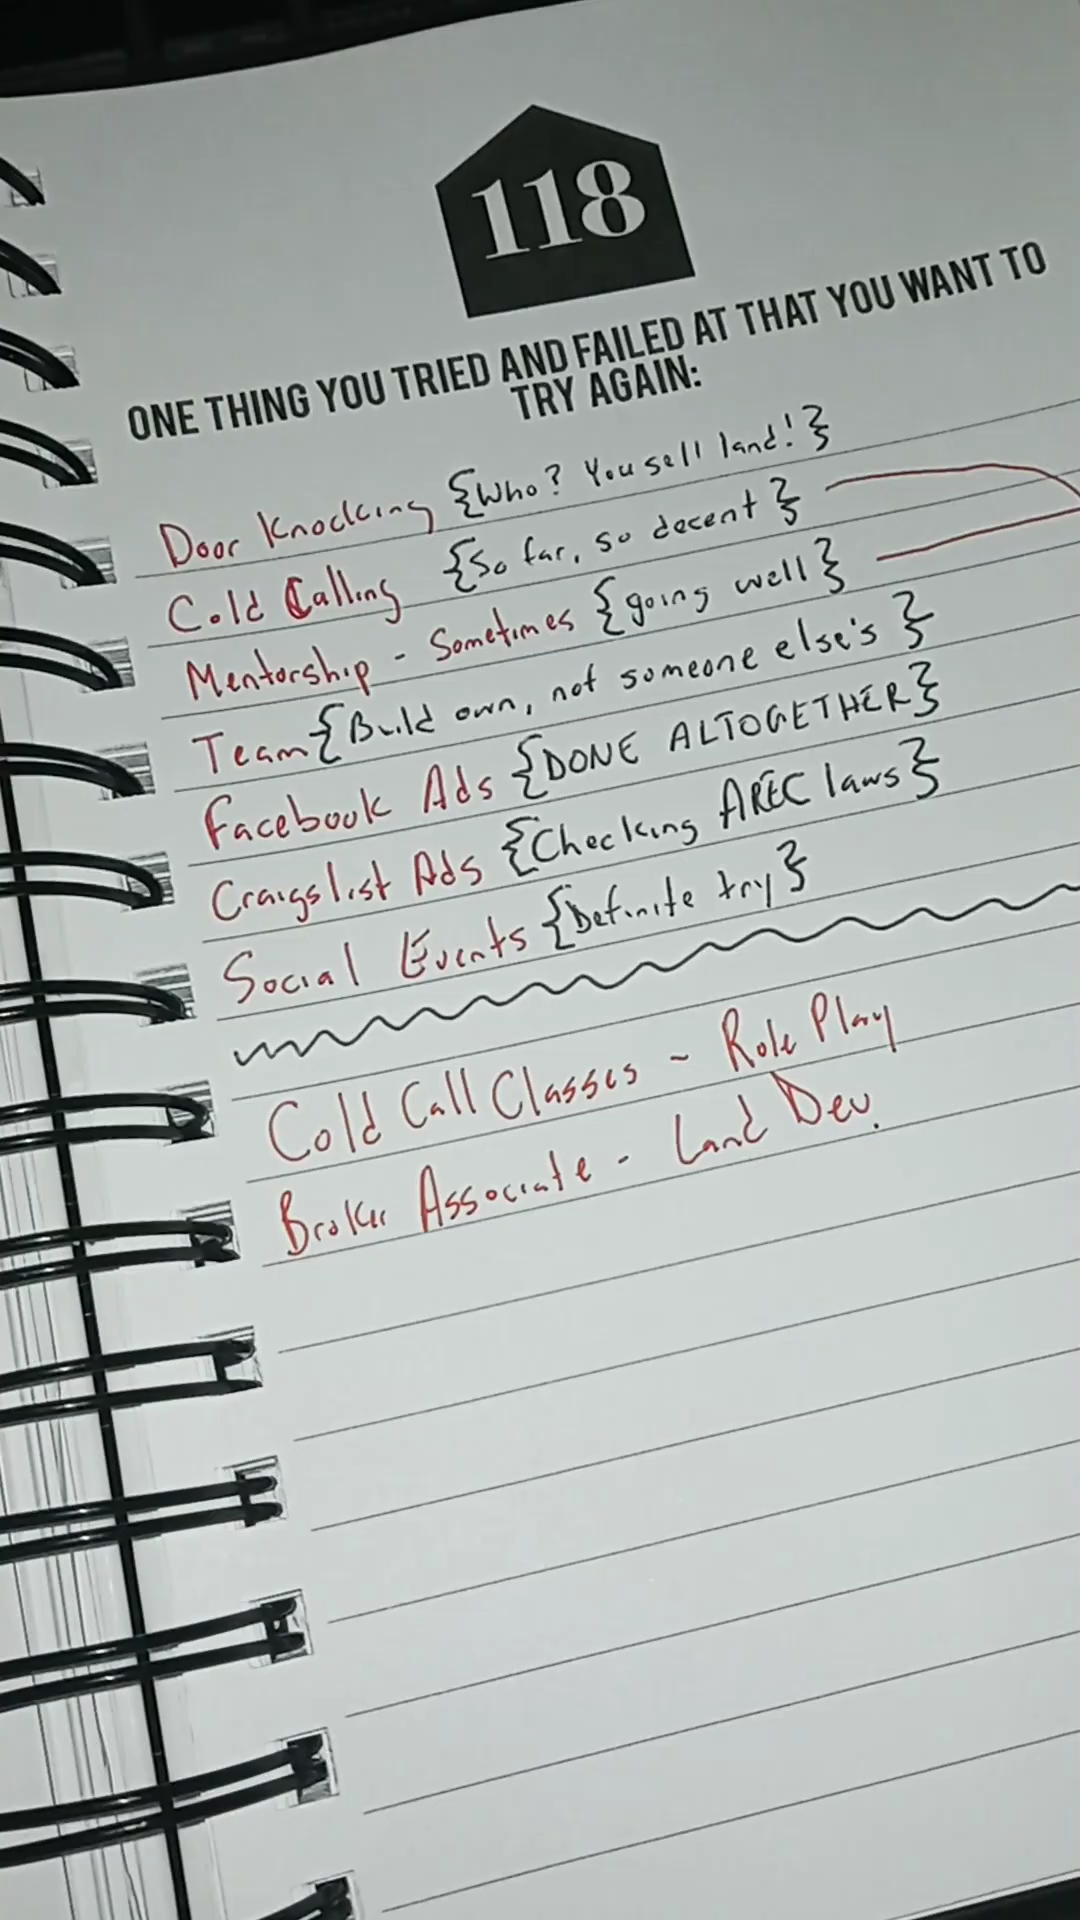 118
ONE THING YOU TRIED AND FAILED AT THAT YOU WANT TO
TRY AGAIN:
Door Knocking {Who? You sell land!}
Cold Calling {So far, so decent}
Mentorship - Sometimes {going well}
Team {Build own, not someone else's}
Facebook Ads {DONE ALTOGETHER}
Craigslist Ads {Checking AREC laws}
Social Events {Definite try}
Cold Call Classes ~ Role Play
Broker Associate - Land Dev.